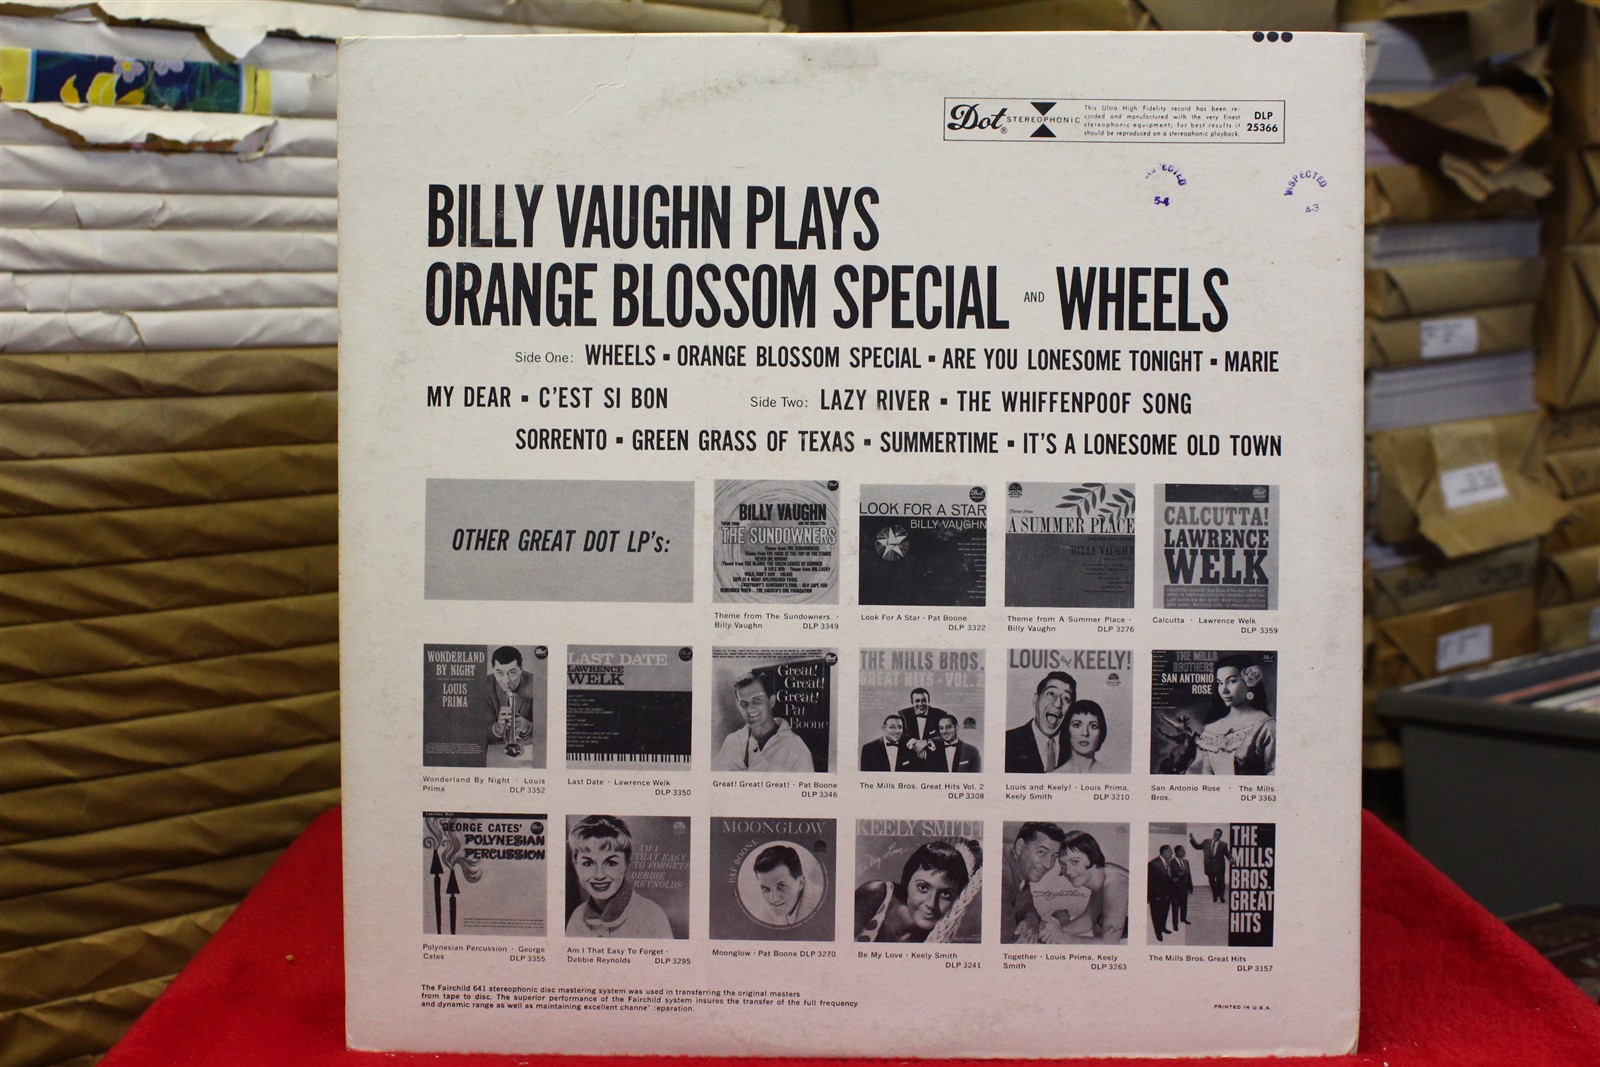 Dot
®
STEREOPHONIC
This Ultra High Fidelity record has been re-
corded and manufactured with the very finest
stereophonic equipment; for best results it
should be reproduced on a stereophonic playback.
DLP
25366
INSPECTED
4-3
5-4
BILLY VAUGHN PLAYS
ORANGE BLOSSOM SPECIAL AND WHEELS
Side One: WHEELS ▪ ORANGE BLOSSOM SPECIAL ▪ ARE YOU LONESOME TONIGHT ▪ MARIE
MY DEAR ▪ C'EST SI BON Side Two: LAZY RIVER ▪ THE WHIFFENPOOF SONG
SORRENTO ▪ GREEN GRASS OF TEXAS ▪ SUMMERTIME ▪ IT'S A LONESOME OLD TOWN
OTHER GREAT DOT LP's:
BILLY VAUGHN
THE SUNDOWNERS
Theme from The Sundowners ·
Billy Vaughn DLP 3349
LOOK FOR A STAR
BILLY VAUGHN
Look For A Star · Pat Boone
DLP 3322
Theme from
A SUMMER PLACE
BILLY VAUGHN
Theme from A Summer Place ·
Billy Vaughn DLP 3276
CALCUTTA!
LAWRENCE
WELK
Calcutta · Lawrence Welk
DLP 3359
WONDERLAND
BY NIGHT
LOUIS
PRIMA
Wonderland By Night · Louis
Prima DLP 3352
LAST DATE
LAWRENCE
WELK
Last Date · Lawrence Welk
DLP 3350
Great!
Great!
Great!
Pat
Boone
Great! Great! Great! · Pat Boone
DLP 3346
THE MILLS BROS.
GREAT HITS - VOL. 2
The Mills Bros. Great Hits Vol. 2
DLP 3308
LOUIS and KEELY!
Louis and Keely! · Louis Prima,
Keely Smith DLP 3210
THE MILLS
BROTHERS
SAN ANTONIO
ROSE
San Antonio Rose · The Mills
Bros. DLP 3363
GEORGE CATES'
POLYNESIAN
PERCUSSION
Polynesian Percussion · George
Cates DLP 3355
AM I
THAT EASY
TO FORGET?
DEBBIE
REYNOLDS
Am I That Easy To Forget ·
Debbie Reynolds DLP 3295
MOONGLOW
PAT BOONE
Moonglow · Pat Boone DLP 3270
KEELY SMITH
Be My Love
Be My Love · Keely Smith
DLP 3241
together
Together · Louis Prima, Keely
Smith DLP 3263
THE
MILLS
BROS.
GREAT
HITS
The Mills Bros. Great Hits
DLP 3157
The Fairchild 641 stereophonic disc mastering system was used in transferring the original masters
from tape to disc. The superior performance of the Fairchild system insures the transfer of the full frequency
and dynamic range as well as maintaining excellent channe' :eparation.
PRINTED IN U.S.A.